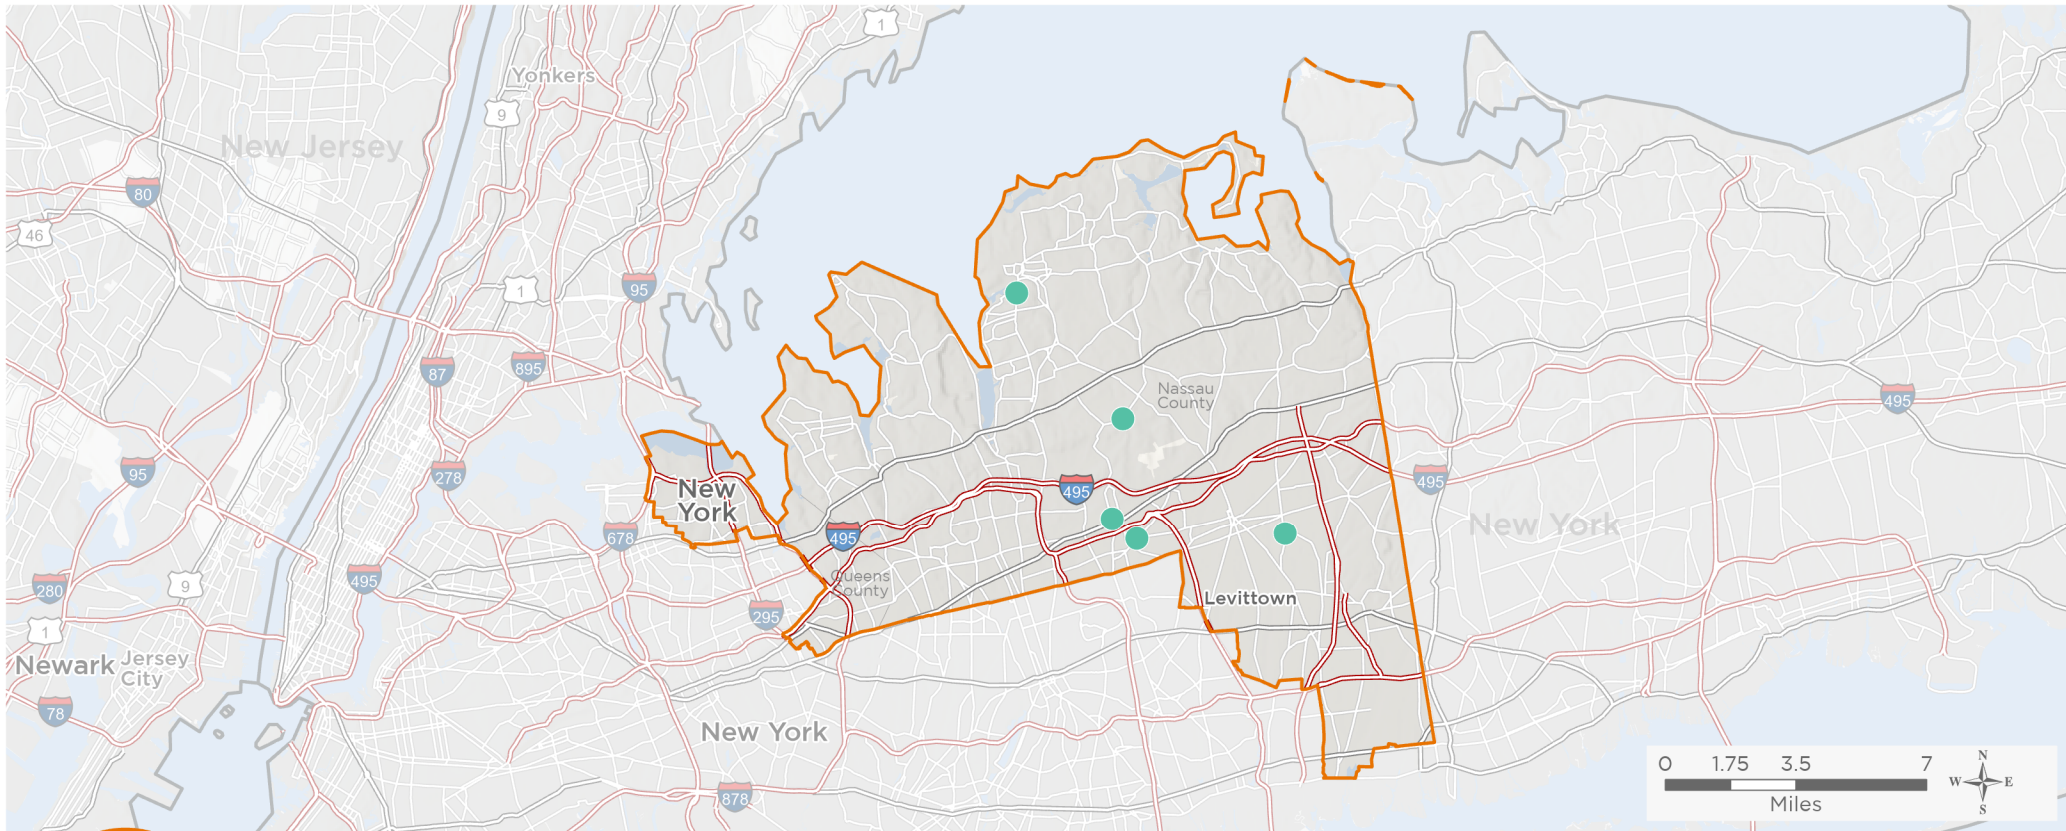 1
Yonkers
9
New Jersey
80
46
95
1
87
895
Nassau
County
495
95
278
New
York
495
495
New York
678
495
280
495
Queens
County
9
295
Levittown
1
Newark
Jersey
City
78
New York
878
0 1.75 3.5 7
Miles
N
W E
S